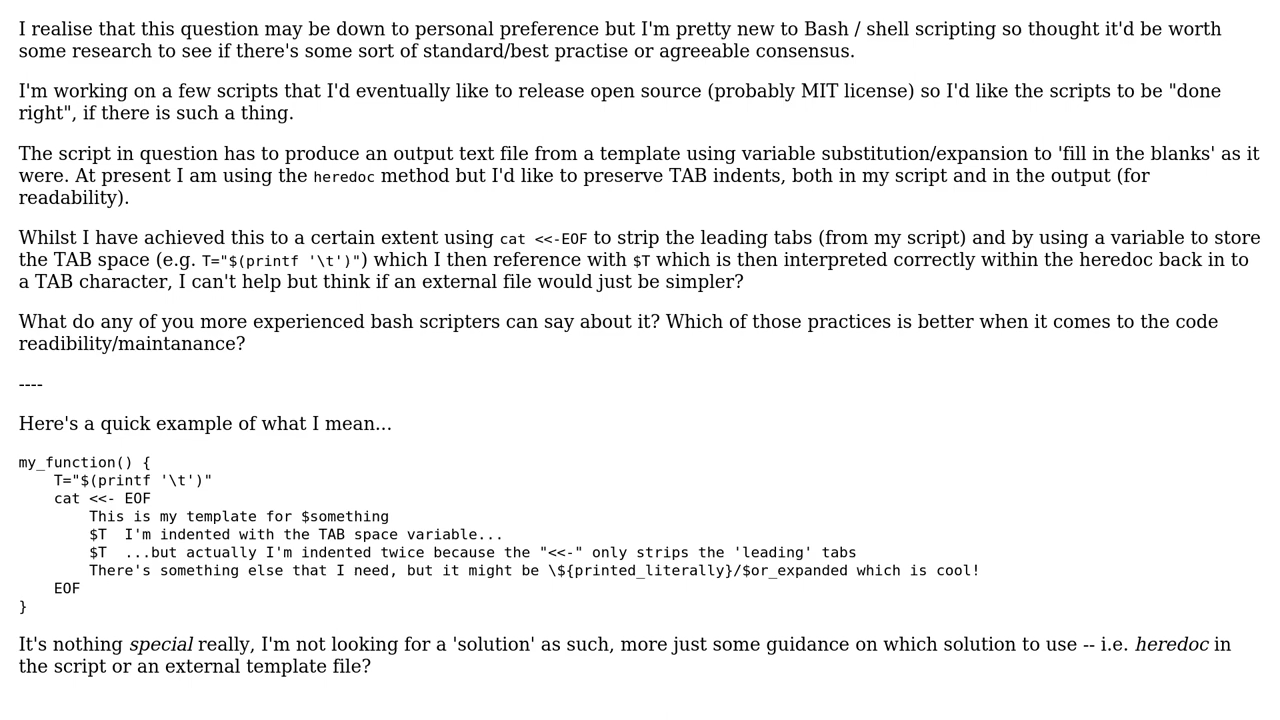 I realise that this question may be down to personal preference but I'm pretty new to Bash / shell scripting so thought it'd be worth
some research to see if there's some sort of standard/best practise or agreeable consensus.
I'm working on a few scripts that I'd eventually like to release open source (probably MIT license) so I'd like the scripts to be "done
right", if there is such a thing.
The script in question has to produce an output text file from a template using variable substitution/expansion to 'fill in the blanks' as it
were. At present I am using the heredoc method but I'd like to preserve TAB indents, both in my script and in the output (for
readability).
Whilst I have achieved this to a certain extent using cat <<-EOF to strip the leading tabs (from my script) and by using a variable to store
the TAB space (e.g. T="$(printf '\t')") which I then reference with $T which is then interpreted correctly within the heredoc back in to
a TAB character, I can't help but think if an external file would just be simpler?
What do any of you more experienced bash scripters can say about it? Which of those practices is better when it comes to the code
readibility/maintanance?
----
Here's a quick example of what I mean...
my_function() {
    T="$(printf '\t')"
    cat <<- EOF
        This is my template for $something
        $T  I'm indented with the TAB space variable...
        $T  ...but actually I'm indented twice because the "<<-" only strips the 'leading' tabs
        There's something else that I need, but it might be \${printed_literally}/$or_expanded which is cool!
    EOF
}
It's nothing special really, I'm not looking for a 'solution' as such, more just some guidance on which solution to use -- i.e. heredoc in
the script or an external template file?